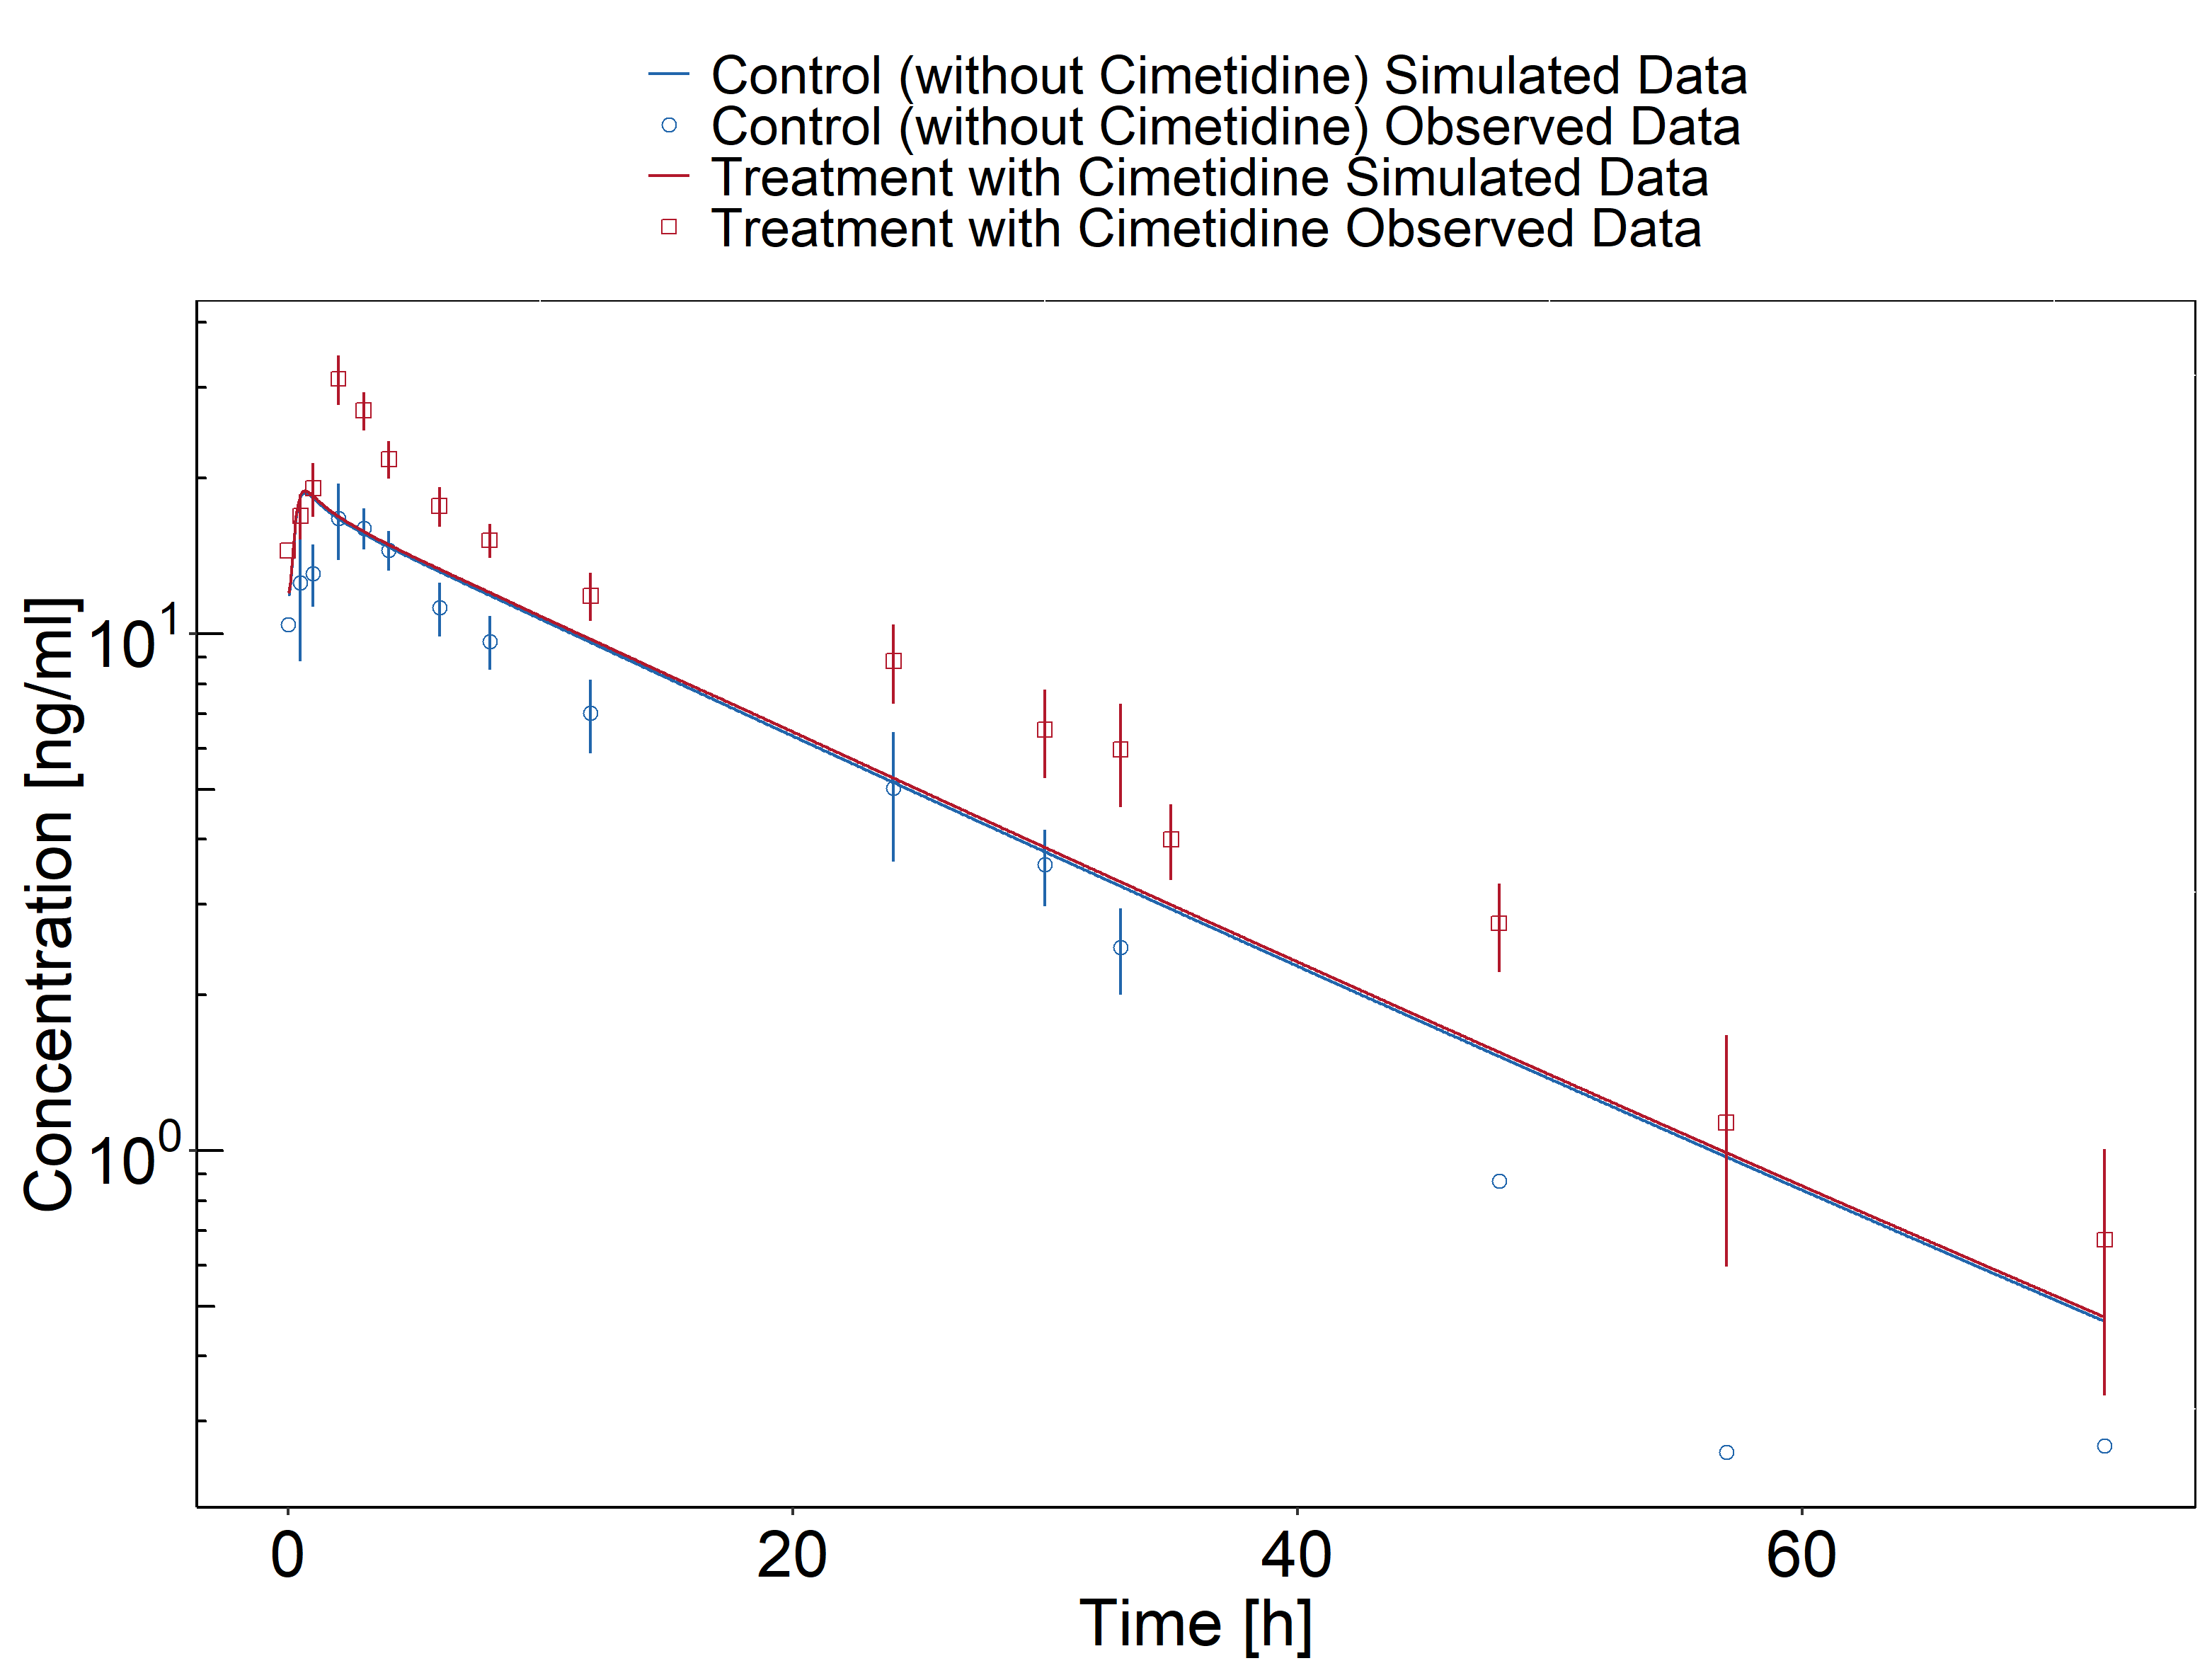 Control (without Cimetidine) Simulated Data
Control (without Cimetidine) Observed Data
Treatment with Cimetidine Simulated Data
Treatment with Cimetidine Observed Data
Concentration [ng/ml]
10^1
10^0
0 20 40 60
Time [h]